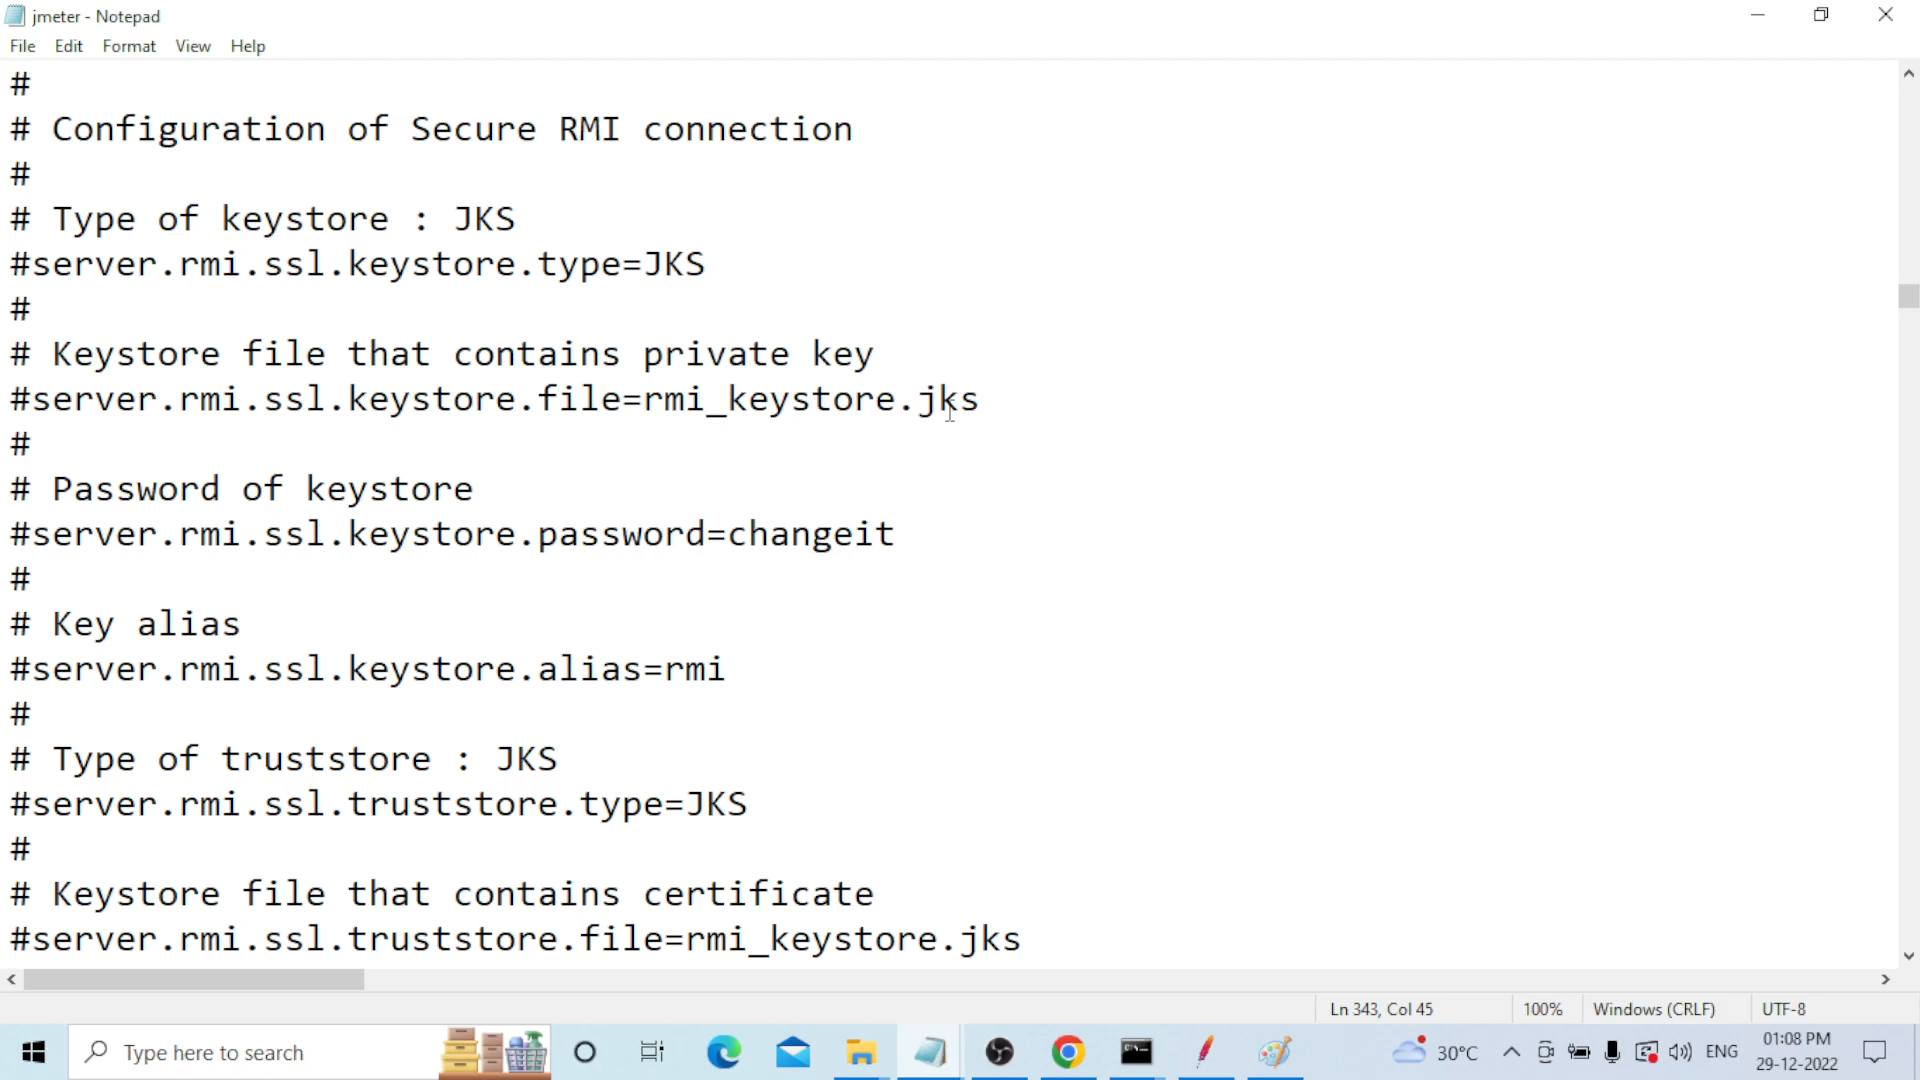 jmeter - Notepad
File Edit Format View Help
#
# Configuration of Secure RMI connection
#
# Type of keystore : JKS
#server.rmi.ssl.keystore.type=JKS
#
# Keystore file that contains private key
#server.rmi.ssl.keystore.file=rmi_keystore.jks
#
# Password of keystore
#server.rmi.ssl.keystore.password=changeit
#
# Key alias
#server.rmi.ssl.keystore.alias=rmi
#
# Type of truststore : JKS
#server.rmi.ssl.truststore.type=JKS
#
# Keystore file that contains certificate
#server.rmi.ssl.truststore.file=rmi_keystore.jks
Ln 343, Col 45 100% Windows (CRLF) UTF-8
Type here to search 30°C ENG 01:08 PM
29-12-2022